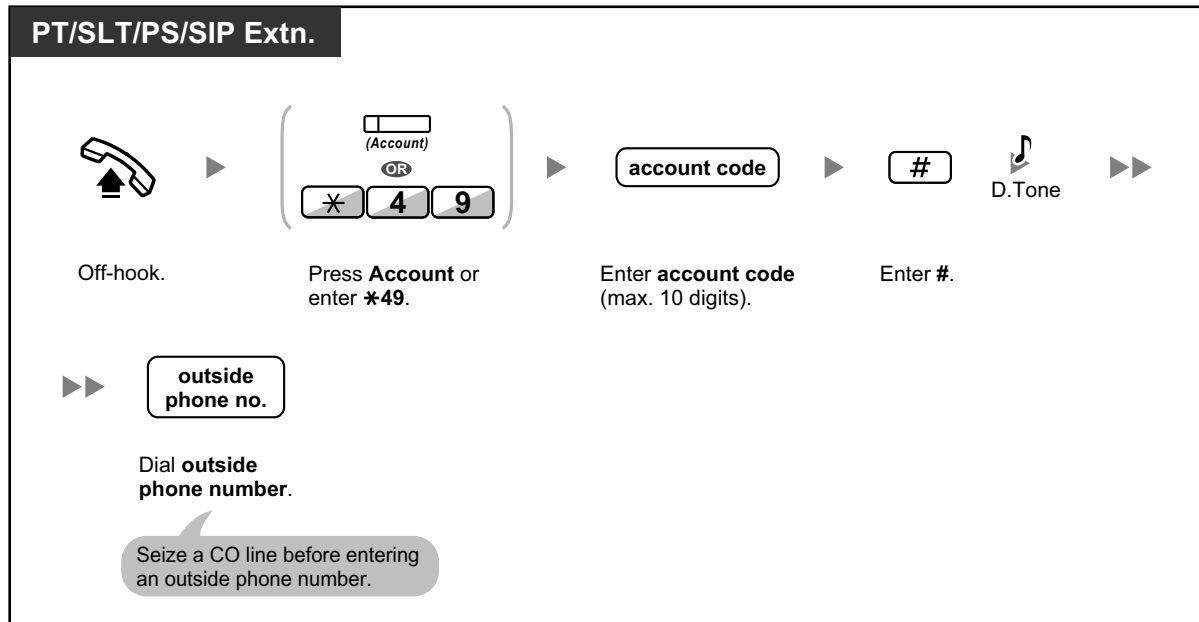 PT/SLT/PS/SIP Extn.
(Account)
OR
* 4 9
account code
#
D.Tone
Off-hook.
Press Account or
enter *49.
Enter account code
(max. 10 digits).
Enter #.
outside
phone no.
Dial outside
phone number.
Seize a CO line before entering
an outside phone number.